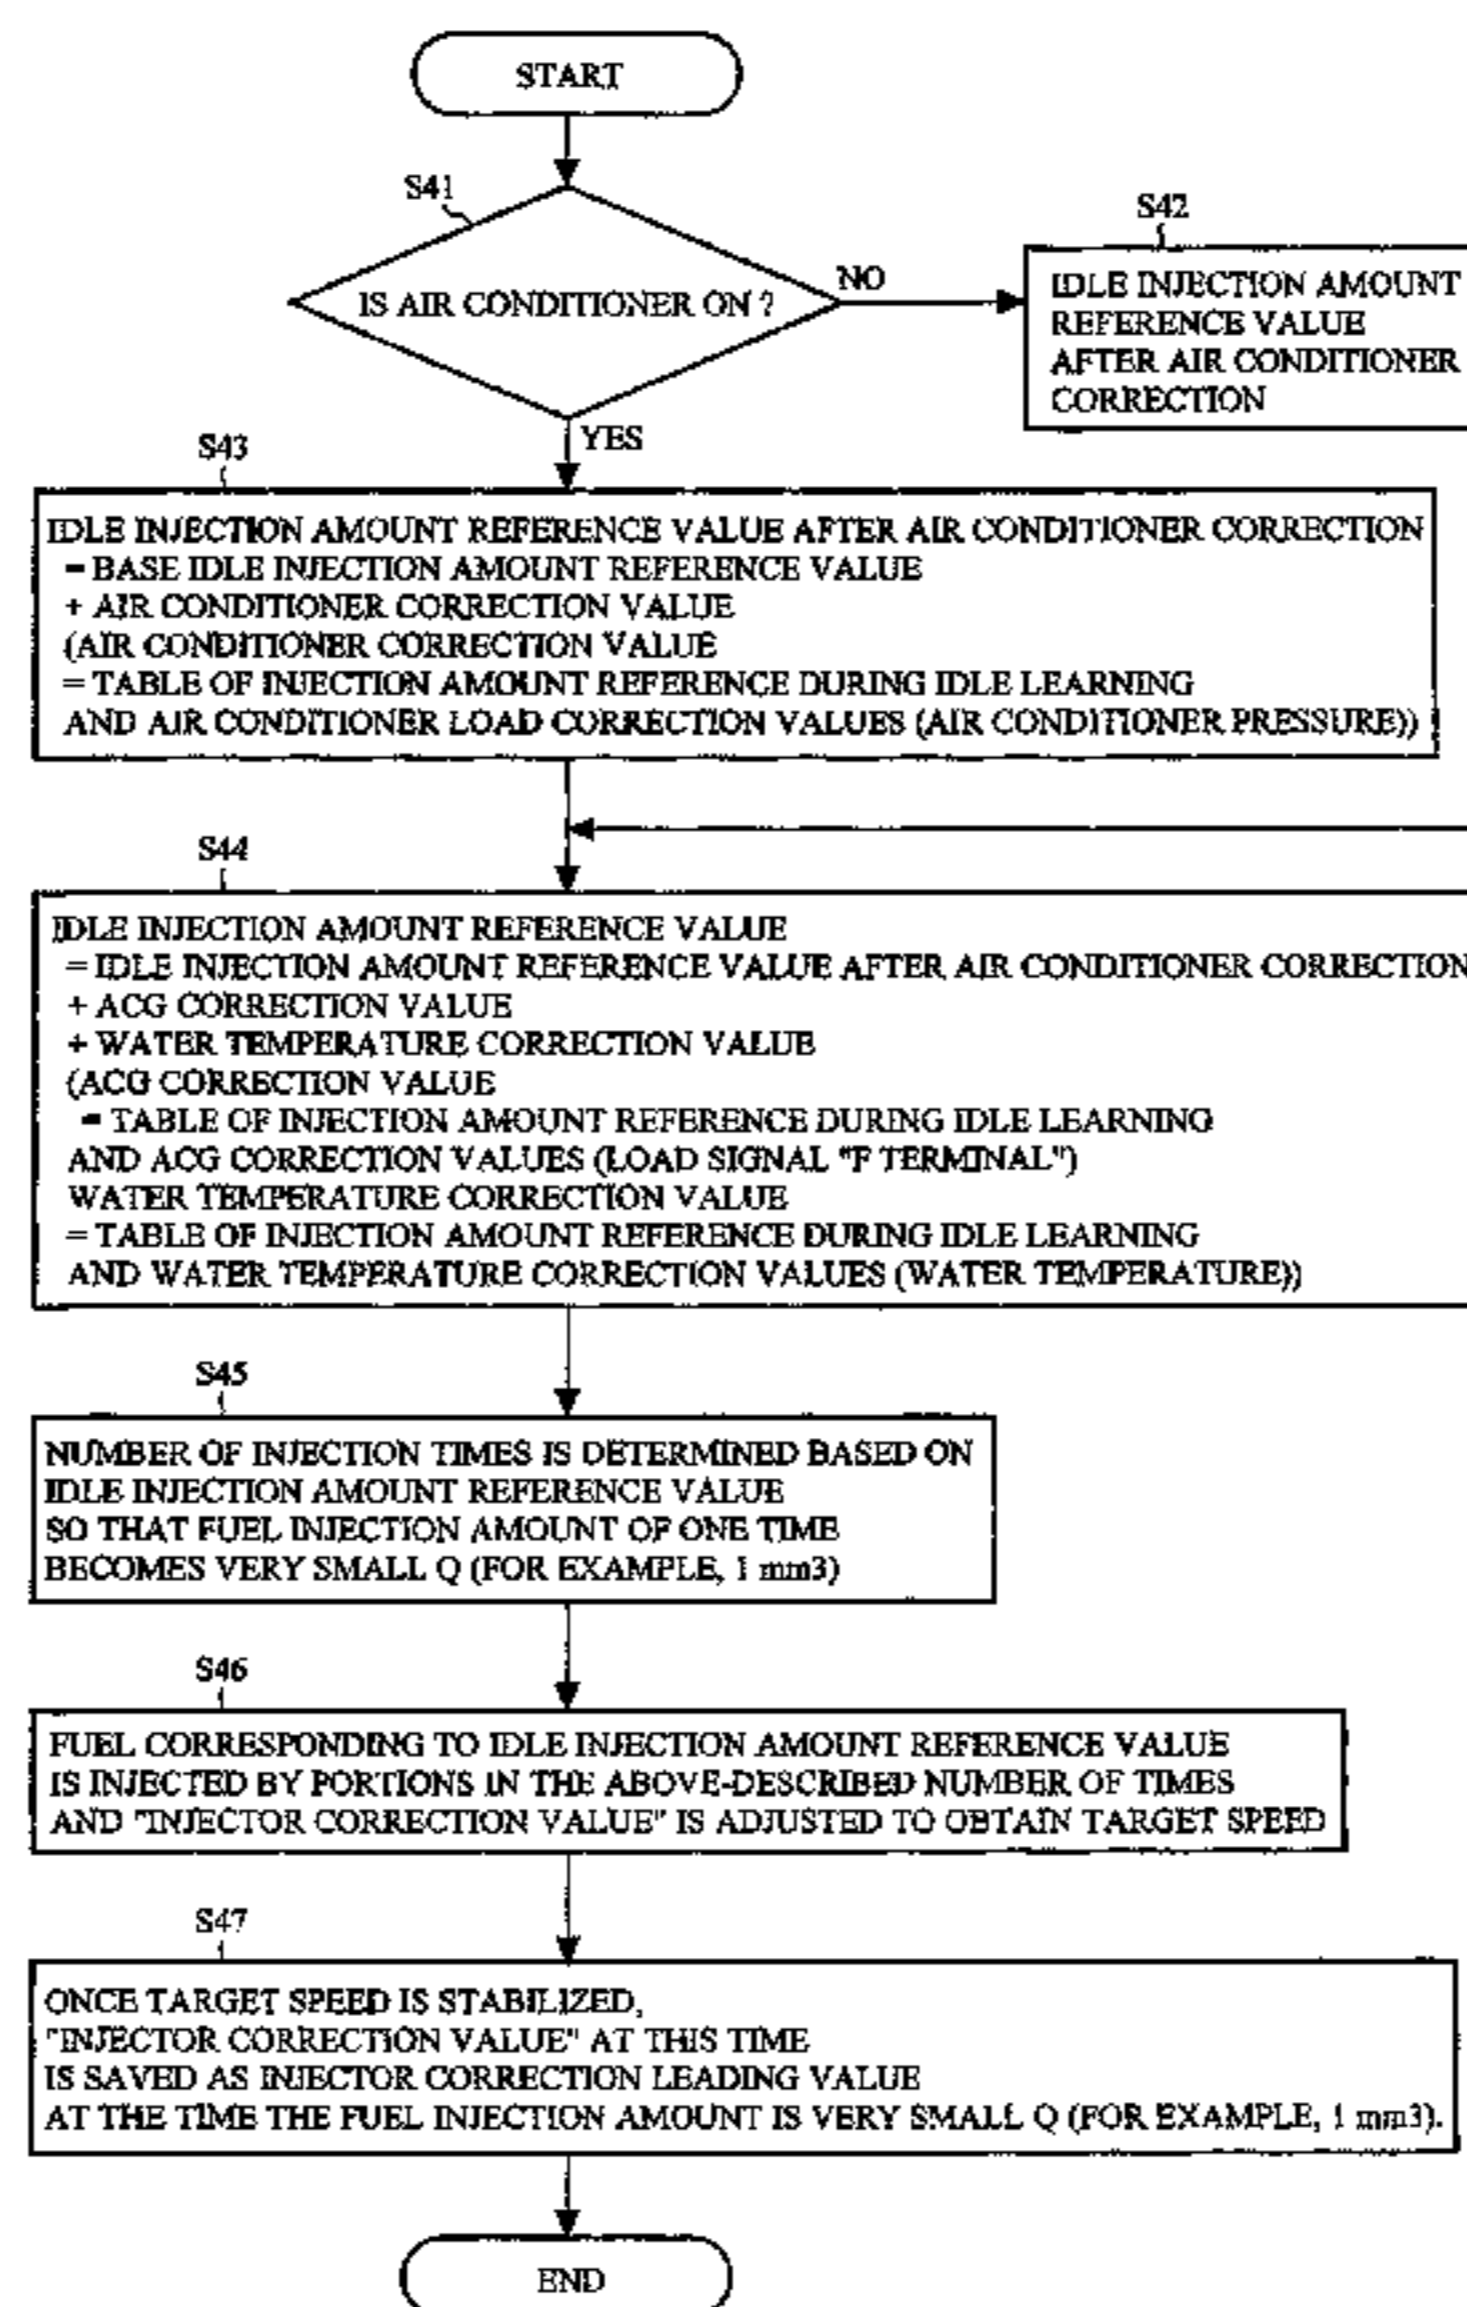 START
S41
IS AIR CONDITIONER ON ?
NO
S42
IDLE INJECTION AMOUNT
REFERENCE VALUE
AFTER AIR CONDITIONER
CORRECTION
YES
S43
IDLE INJECTION AMOUNT REFERENCE VALUE AFTER AIR CONDITIONER CORRECTION
= BASE IDLE INJECTION AMOUNT REFERENCE VALUE
+ AIR CONDITIONER CORRECTION VALUE
(AIR CONDITIONER CORRECTION VALUE
= TABLE OF INJECTION AMOUNT REFERENCE DURING IDLE LEARNING
AND AIR CONDITIONER LOAD CORRECTION VALUES (AIR CONDITIONER PRESSURE))
S44
IDLE INJECTION AMOUNT REFERENCE VALUE
= IDLE INJECTION AMOUNT REFERENCE VALUE AFTER AIR CONDITIONER CORRECTION
+ ACG CORRECTION VALUE
+ WATER TEMPERATURE CORRECTION VALUE
(ACG CORRECTION VALUE
= TABLE OF INJECTION AMOUNT REFERENCE DURING IDLE LEARNING
AND ACG CORRECTION VALUES (LOAD SIGNAL "F TERMINAL")
WATER TEMPERATURE CORRECTION VALUE
= TABLE OF INJECTION AMOUNT REFERENCE DURING IDLE LEARNING
AND WATER TEMPERATURE CORRECTION VALUES (WATER TEMPERATURE))
S45
NUMBER OF INJECTION TIMES IS DETERMINED BASED ON
IDLE INJECTION AMOUNT REFERENCE VALUE
SO THAT FUEL INJECTION AMOUNT OF ONE TIME
BECOMES VERY SMALL Q (FOR EXAMPLE, 1 mm3)
S46
FUEL CORRESPONDING TO IDLE INJECTION AMOUNT REFERENCE VALUE
IS INJECTED BY PORTIONS IN THE ABOVE-DESCRIBED NUMBER OF TIMES
AND "INJECTOR CORRECTION VALUE" IS ADJUSTED TO OBTAIN TARGET SPEED
S47
ONCE TARGET SPEED IS STABILIZED,
"INJECTOR CORRECTION VALUE" AT THIS TIME
IS SAVED AS INJECTOR CORRECTION LEADING VALUE
AT THE TIME THE FUEL INJECTION AMOUNT IS VERY SMALL Q (FOR EXAMPLE, 1 mm3).
END